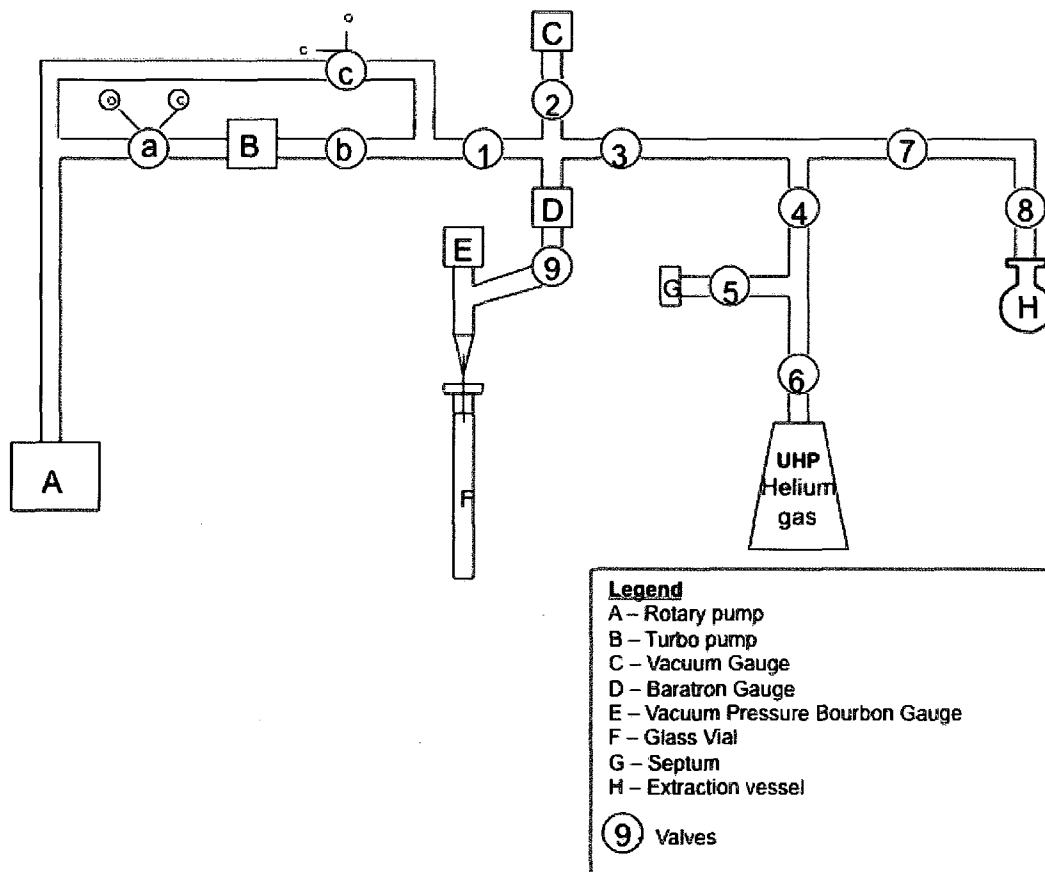 o
C
c
c
o
c
2
a
B
b
1
3
7
D
4
8
E
9
G
5
H
6
A
UHP
Helium
gas
F
Legend
A – Rotary pump
B – Turbo pump
C – Vacuum Gauge
D – Baratron Gauge
E – Vacuum Pressure Bourbon Gauge
F – Glass Vial
G – Septum
H – Extraction vessel
9 Valves